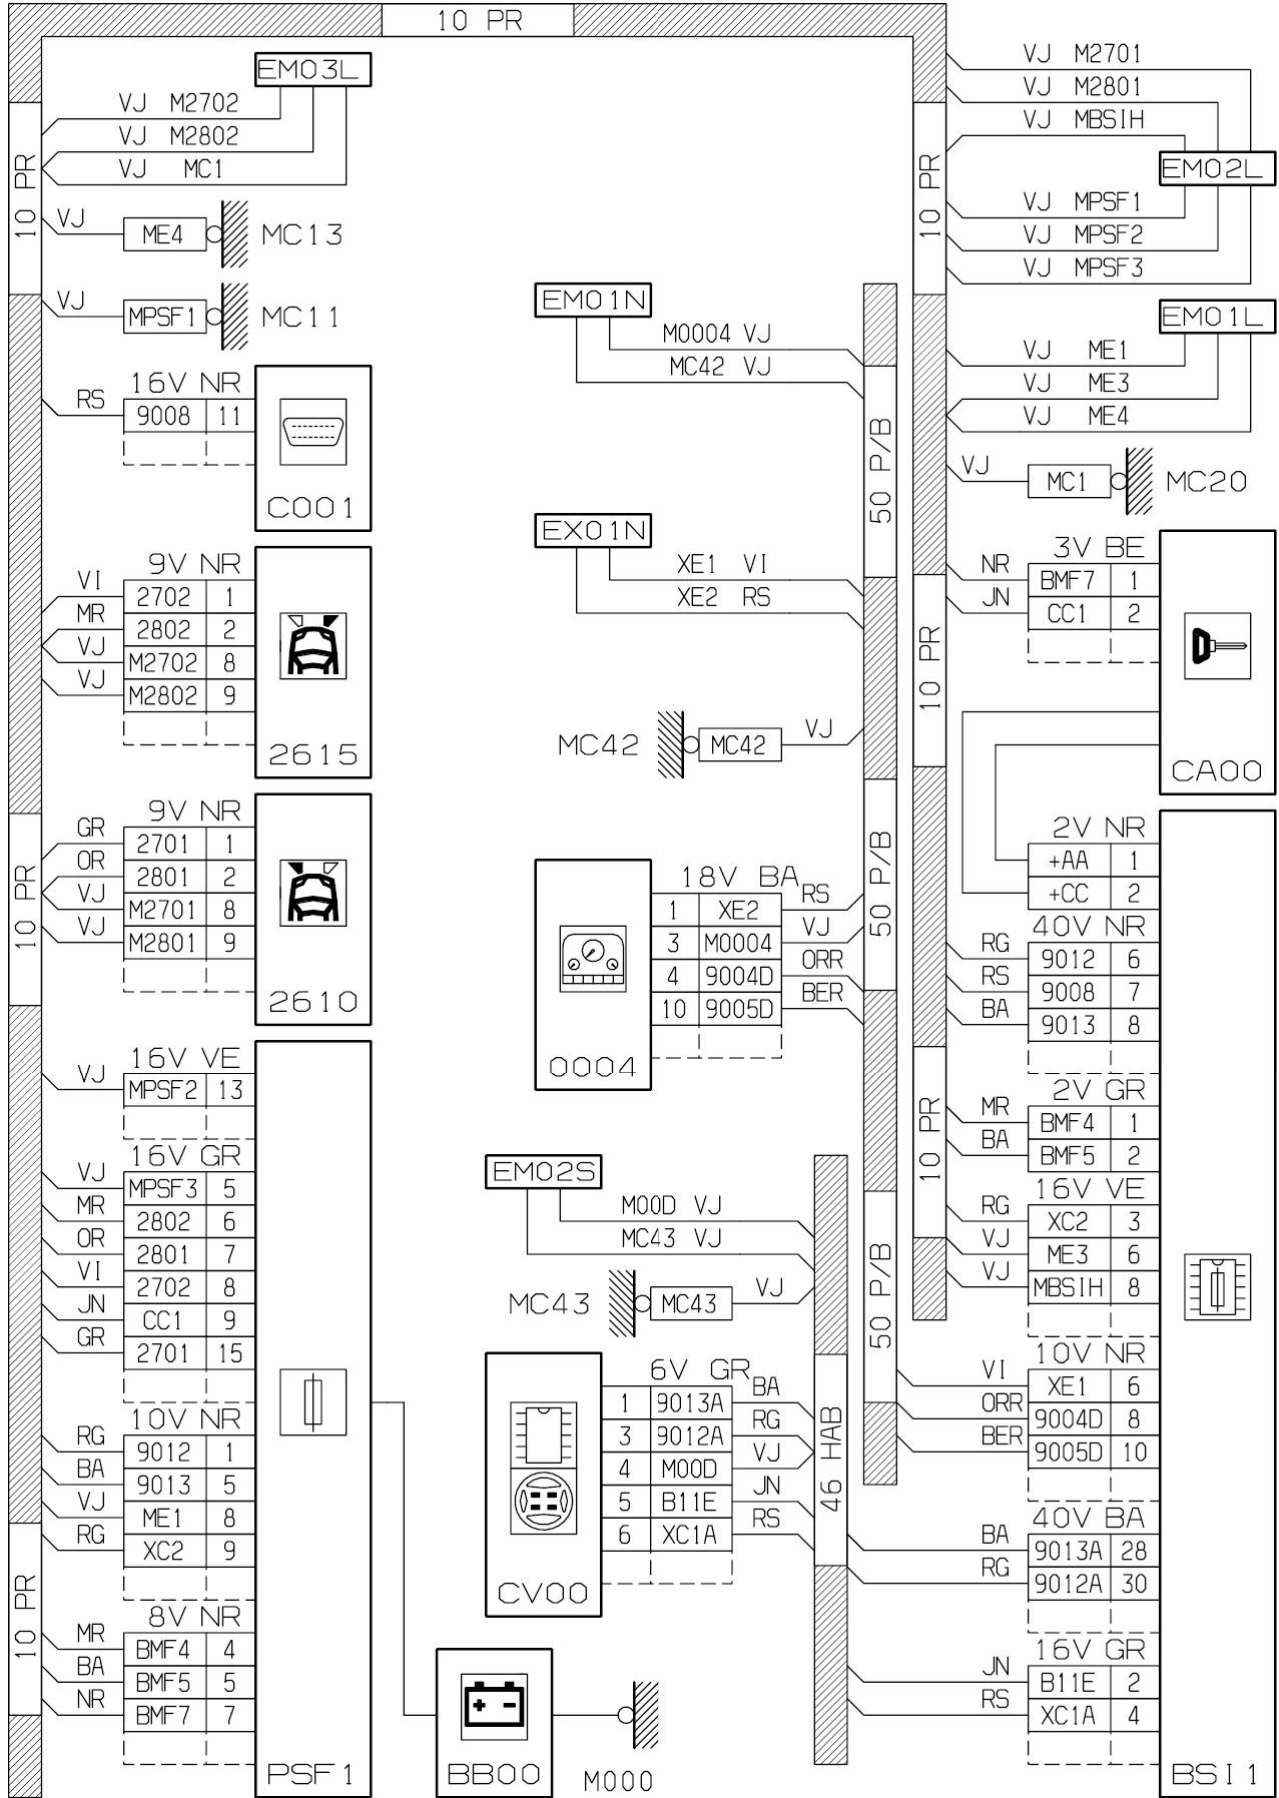 10 PR
EM03L
VJ M2702
VJ M2802
VJ MC1
10 PR
VJ ME4 MC13
VJ MPSF1 MC11
16V NR
RS 9008 11
C001
9V NR
VI 2702 1
MR 2802 2
VJ M2702 8
VJ M2802 9
2615
9V NR
GR 2701 1
OR 2801 2
VJ M2701 8
VJ M2801 9
10 PR
2610
16V VE
VJ MPSF2 13
16V GR
VJ MPSF3 5
MR 2802 6
OR 2801 7
VI 2702 8
JN CC1 9
GR 2701 15
10V NR
RG 9012 1
BA 9013 5
VJ ME1 8
RG XC2 9
10 PR
8V NR
MR BMF4 4
BA BMF5 5
NR BMF7 7
PSF1
EM01N
M0004 VJ
MC42 VJ
50 P/B
EX01N
XE1 VI
XE2 RS
MC42 MC42 VJ
50 P/B
18V BA
1 XE2 RS
3 M0004 VJ
4 9004D ORR
10 9005D BER
0004
EM02S
M00D VJ
MC43 VJ
MC43 MC43 VJ
50 P/B
6V GR
1 9013A BA
3 9012A RG
4 M00D VJ
5 B11E JN
6 XC1A RS
46 HAB
CV00
+ -
BB00
M000
VJ M2701
VJ M2801
VJ MBSIH
EM02L
10 PR
VJ MPSF1
VJ MPSF2
VJ MPSF3
EM01L
VJ ME1
VJ ME3
VJ ME4
VJ MC1 MC20
3V BE
NR BMF7 1
JN CC1 2
10 PR
CA00
2V NR
+AA 1
+CC 2
40V NR
RG 9012 6
RS 9008 7
BA 9013 8
10 PR
2V GR
MR BMF4 1
BA BMF5 2
16V VE
RG XC2 3
VJ ME3 6
VJ MBSIH 8
10V NR
VI XE1 6
ORR 9004D 8
BER 9005D 10
40V BA
BA 9013A 28
RG 9012A 30
16V GR
JN B11E 2
RS XC1A 4
BSI1